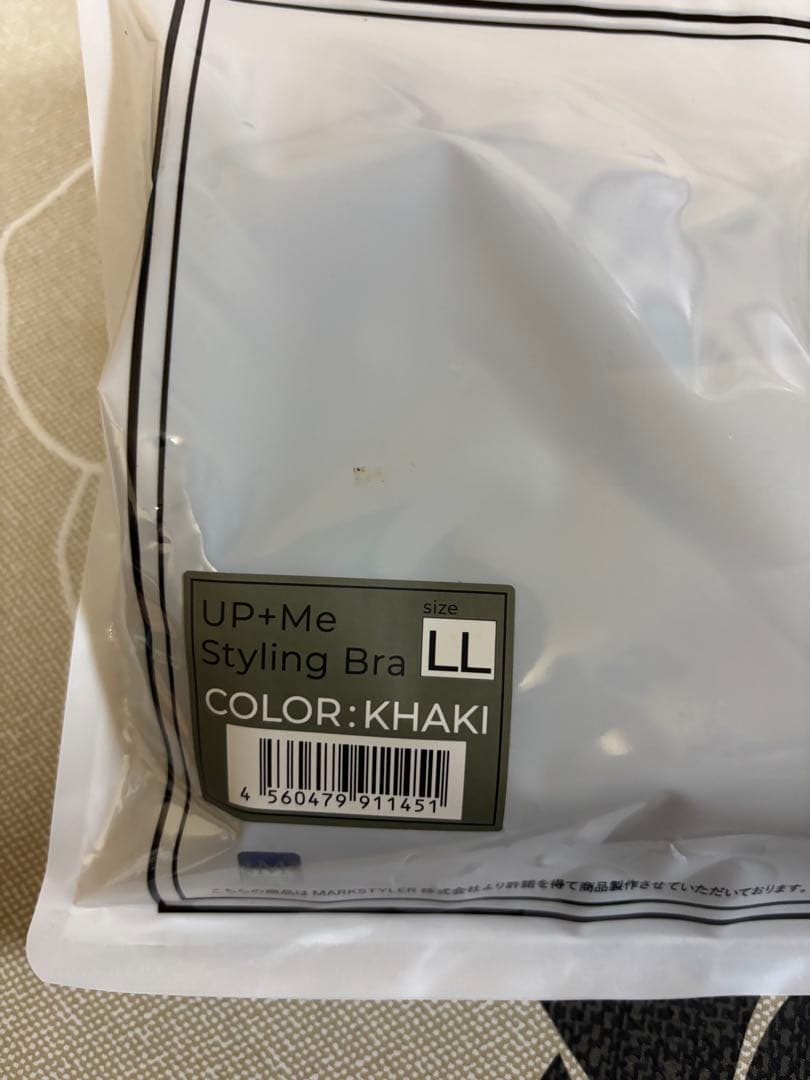 UP+Me
Styling Bra
size
LL
COLOR:KHAKI
4 560479 911451
こちらの商品は MARKSTYLER 株式会社より許諾を得て商品製作させていただいております。